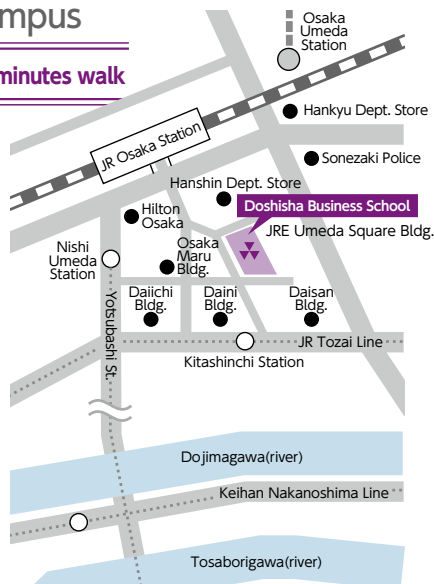 mpus
minutes walk
Osaka
Umeda
Station
Hankyu Dept. Store
JR Osaka Station
Sonezaki Police
Hanshin Dept. Store
Doshisha Business School
Hilton
Osaka
JRE Umeda Square Bldg.
Nishi
Umeda
Station
Osaka
Maru
Bldg.
Yotsubashi St.
Daiichi
Bldg.
Daini
Bldg.
Daisan
Bldg.
JR Tozai Line
Kitashinchi Station
Dojimagawa(river)
Keihan Nakanoshima Line
Tosaborigawa(river)